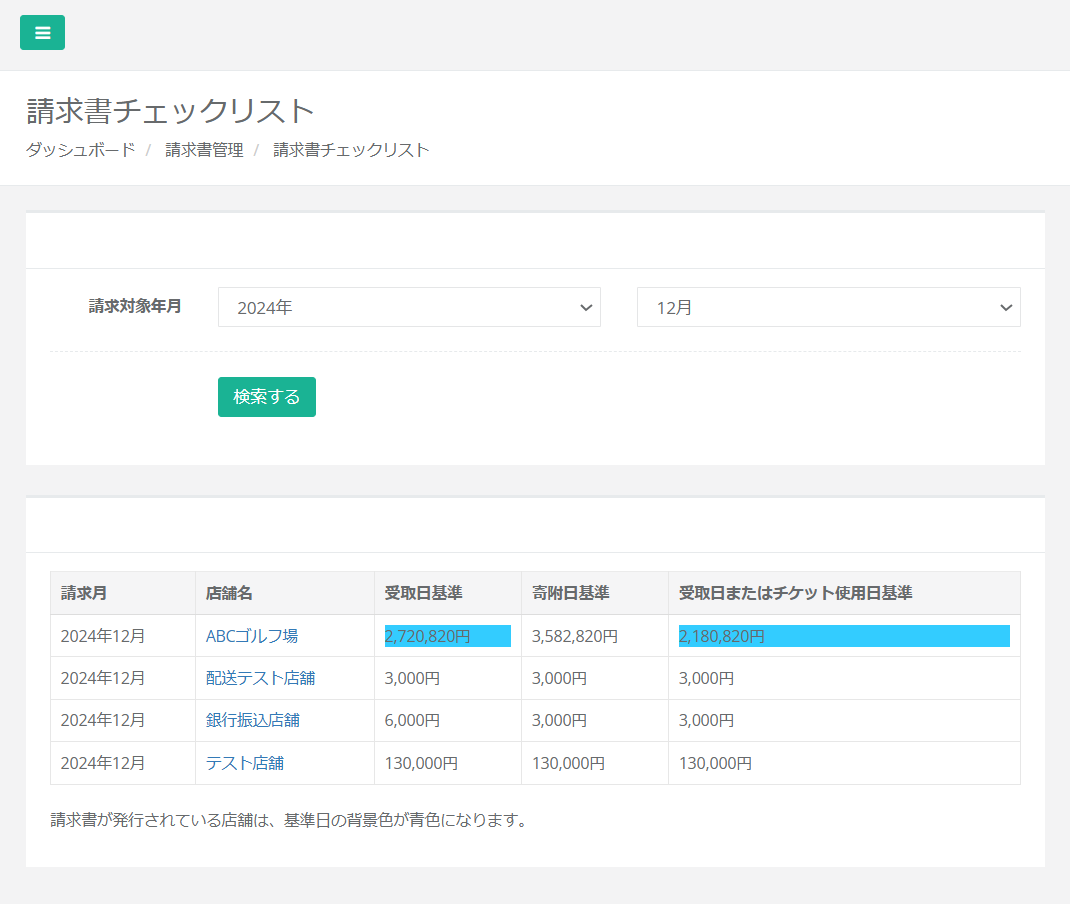 請求書チェックリスト
ダッシュボード / 請求書管理 / 請求書チェックリスト
請求対象年月 2024年 12月
検索する
請求月 店舗名 受取日基準 寄附日基準 受取日またはチケット使用日基準
2024年12月 ABCゴルフ場 2,720,820円 3,582,820円 2,180,820円
2024年12月 配送テスト店舗 3,000円 3,000円 3,000円
2024年12月 銀行振込店舗 6,000円 3,000円 3,000円
2024年12月 テスト店舗 130,000円 130,000円 130,000円
請求書が発行されている店舗は、基準日の背景色が青色になります。